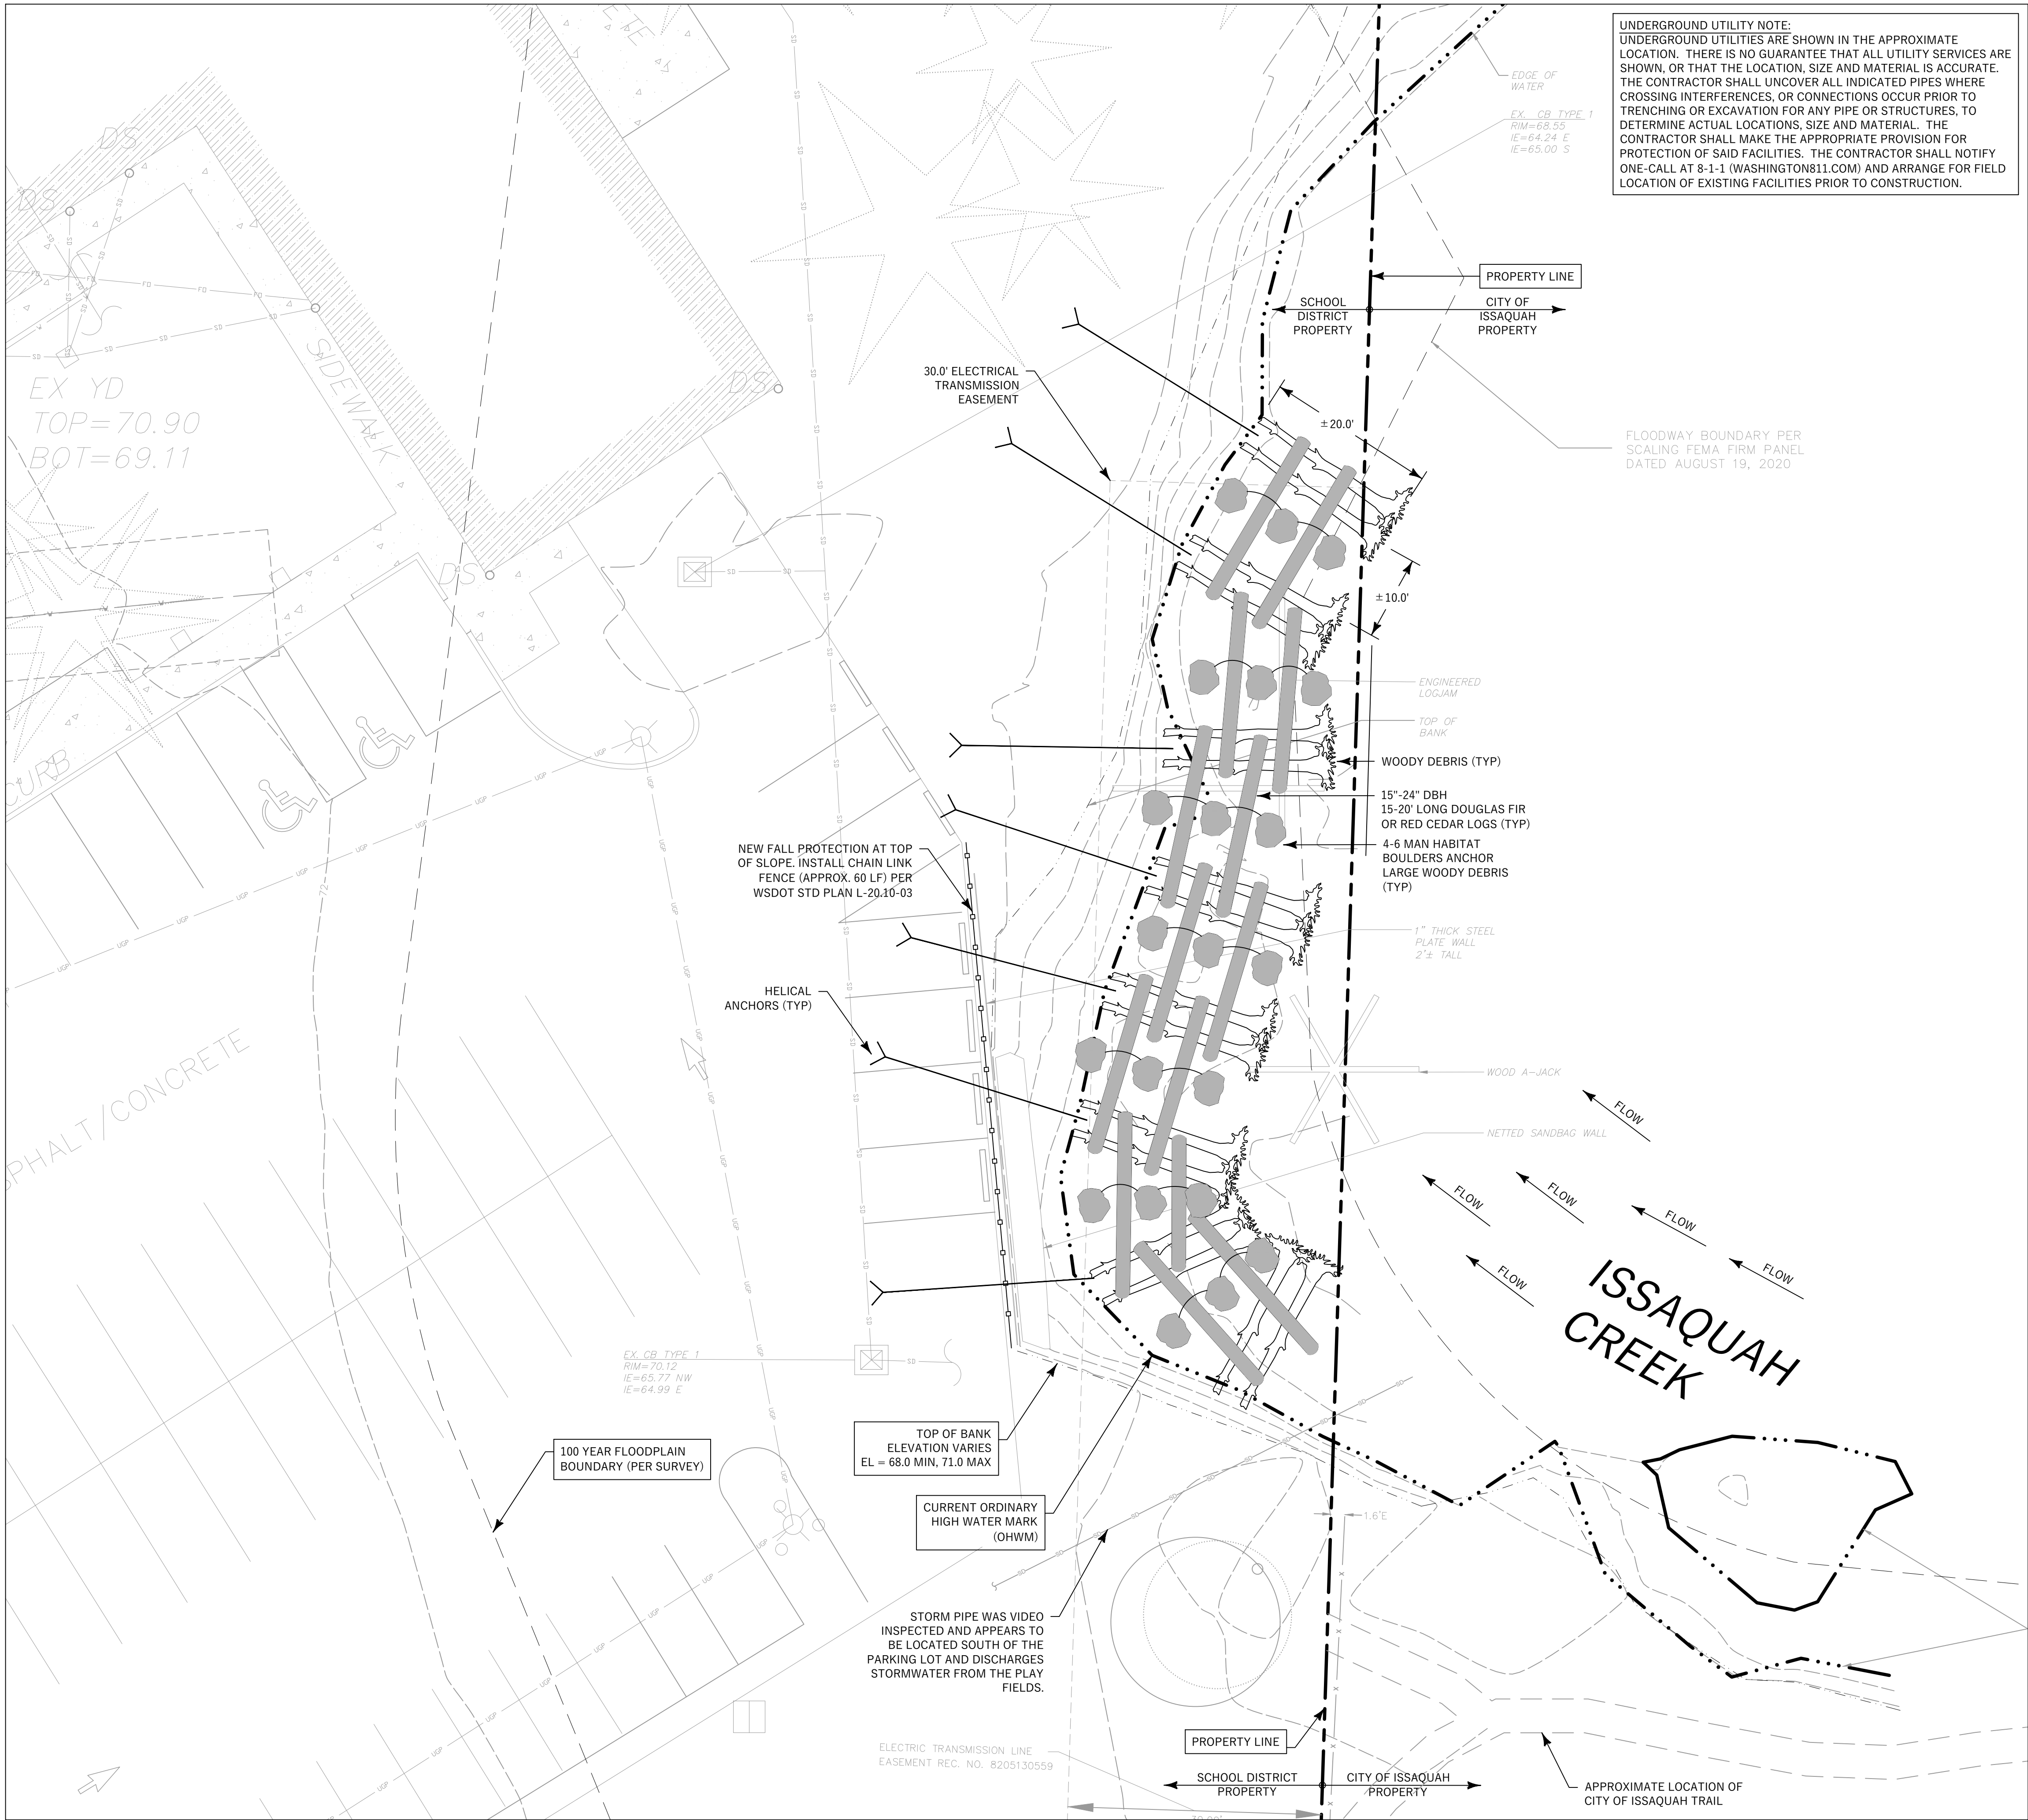 UNDERGROUND UTILITY NOTE:
UNDERGROUND UTILITIES ARE SHOWN IN THE APPROXIMATE
LOCATION. THERE IS NO GUARANTEE THAT ALL UTILITY SERVICES ARE
SHOWN, OR THAT THE LOCATION, SIZE AND MATERIAL IS ACCURATE.
THE CONTRACTOR SHALL UNCOVER ALL INDICATED PIPES WHERE
CROSSING INTERFERENCES, OR CONNECTIONS OCCUR PRIOR TO
TRENCHING OR EXCAVATION FOR ANY PIPE OR STRUCTURES, TO
DETERMINE ACTUAL LOCATIONS, SIZE AND MATERIAL. THE
CONTRACTOR SHALL MAKE THE APPROPRIATE PROVISION FOR
PROTECTION OF SAID FACILITIES. THE CONTRACTOR SHALL NOTIFY
ONE-CALL AT 8-1-1 (WASHINGTON811.COM) AND ARRANGE FOR FIELD
LOCATION OF EXISTING FACILITIES PRIOR TO CONSTRUCTION.
EDGE OF
WATER
EX. CB TYPE 1
RIM=68.55
IE=64.24 E
IE=65.00 S
PROPERTY LINE
SCHOOL
DISTRICT
PROPERTY
CITY OF
ISSAQUAH
PROPERTY
FLOODWAY BOUNDARY PER
SCALING FEMA FIRM PANEL
DATED AUGUST 19, 2020
30.0' ELECTRICAL
TRANSMISSION
EASEMENT
±20.0'
±10.0'
DS
DS
DS
DS
SIDEWALK
EX YD
TOP=70.90
BOT=69.11
CURB
ENGINEERED
LOGJAM
TOP OF
BANK
WOODY DEBRIS (TYP)
15"-24" DBH
15-20' LONG DOUGLAS FIR
OR RED CEDAR LOGS (TYP)
4-6 MAN HABITAT
BOULDERS ANCHOR
LARGE WOODY DEBRIS
(TYP)
NEW FALL PROTECTION AT TOP
OF SLOPE. INSTALL CHAIN LINK
FENCE (APPROX. 60 LF) PER
WSDOT STD PLAN L-20.10-03
72
1" THICK STEEL
PLATE WALL
2'± TALL
HELICAL
ANCHORS (TYP)
WOOD A-JACK
NETTED SANDBAG WALL
FLOW
FLOW
FLOW
FLOW
FLOW
FLOW
ISSAQUAH
CREEK
EX. CB TYPE 1
RIM=70.12
IE=65.77 NW
IE=64.99 E
100 YEAR FLOODPLAIN
BOUNDARY (PER SURVEY)
TOP OF BANK
ELEVATION VARIES
EL = 68.0 MIN, 71.0 MAX
CURRENT ORDINARY
HIGH WATER MARK
(OHWM)
1.6'E
STORM PIPE WAS VIDEO
INSPECTED AND APPEARS TO
BE LOCATED SOUTH OF THE
PARKING LOT AND DISCHARGES
STORMWATER FROM THE PLAY
FIELDS.
PROPERTY LINE
ELECTRIC TRANSMISSION LINE
EASEMENT REC. NO. 8205130559
SCHOOL DISTRICT
PROPERTY
CITY OF ISSAQUAH
PROPERTY
APPROXIMATE LOCATION OF
CITY OF ISSAQUAH TRAIL